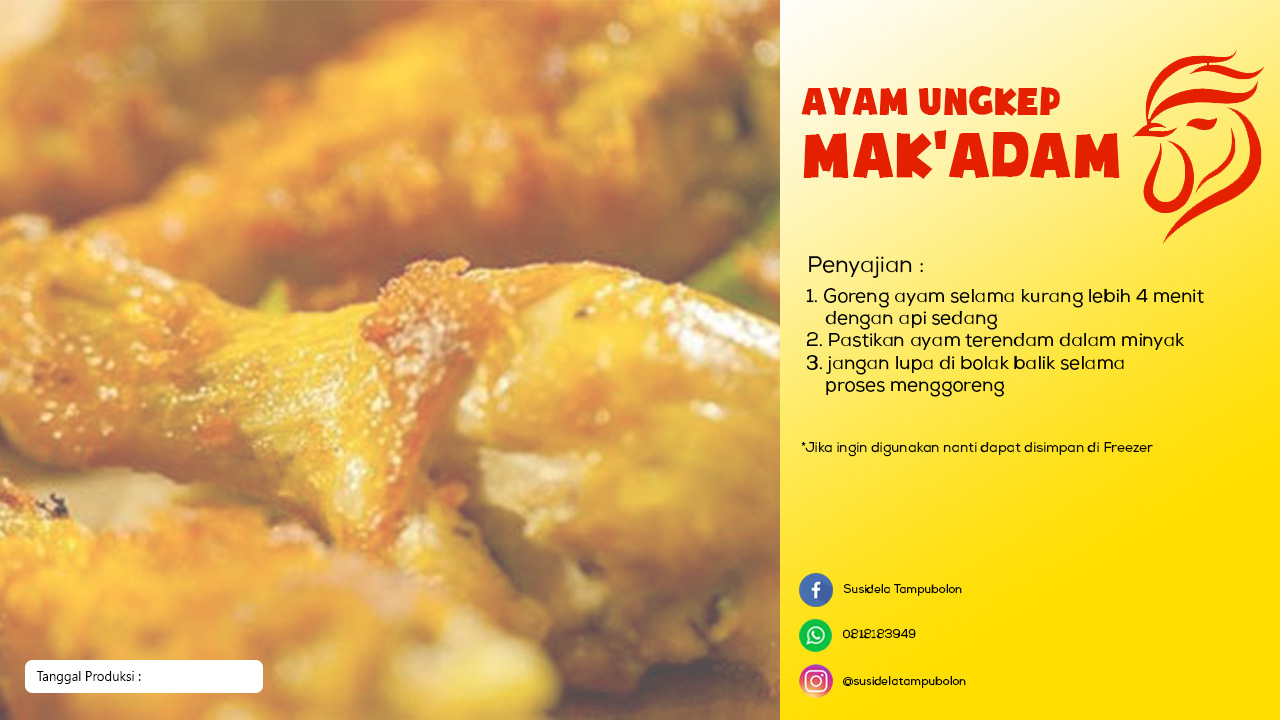 AYAM UNGKEP
MAK'ADAM
Penyajian :
1. Goreng ayam selama kurang lebih 4 menit
dengan api sedang
2. Pastikan ayam terendam dalam minyak
3. jangan lupa di bolak balik selama
proses menggoreng
*Jika ingin digunakan nanti dapat disimpan di Freezer
Susidela Tampubolon
0818183949
@susidelatampubolon
Tanggal Produksi :